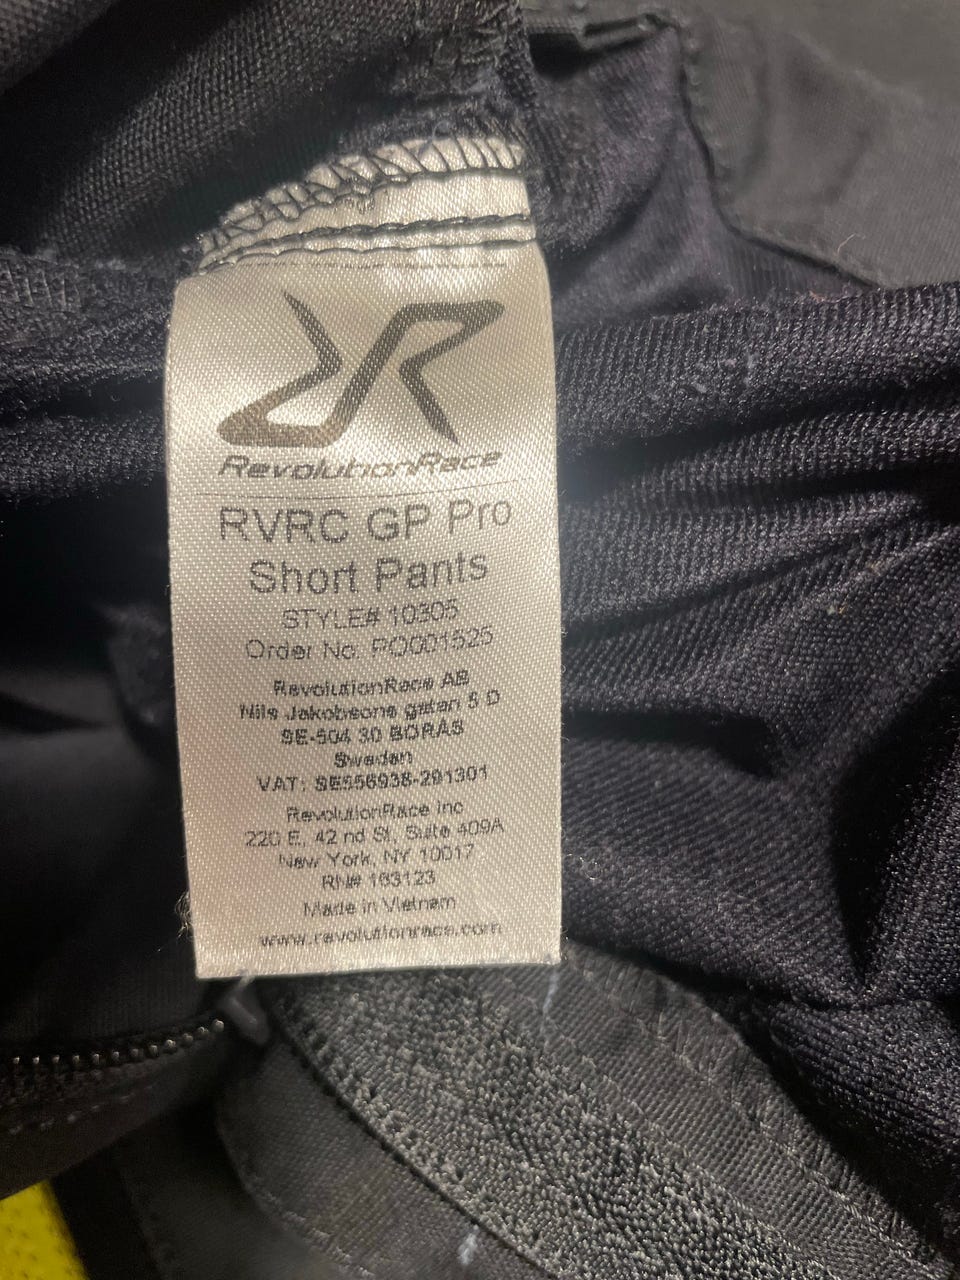 RevolutionRace
RVRC GP Pro
Short Pants
STYLE# 10305
Order No: PO001525
RevolutionRace AB
Nils Jakobsons gatan 5 D
SE-504 30 BORÅS
Sweden
VAT: SE556938-291301
RevolutionRace Inc
220 E, 42 nd St, Suite 409A
New York, NY 10017
RN# 163123
Made in Vietnam
www.revolutionrace.com